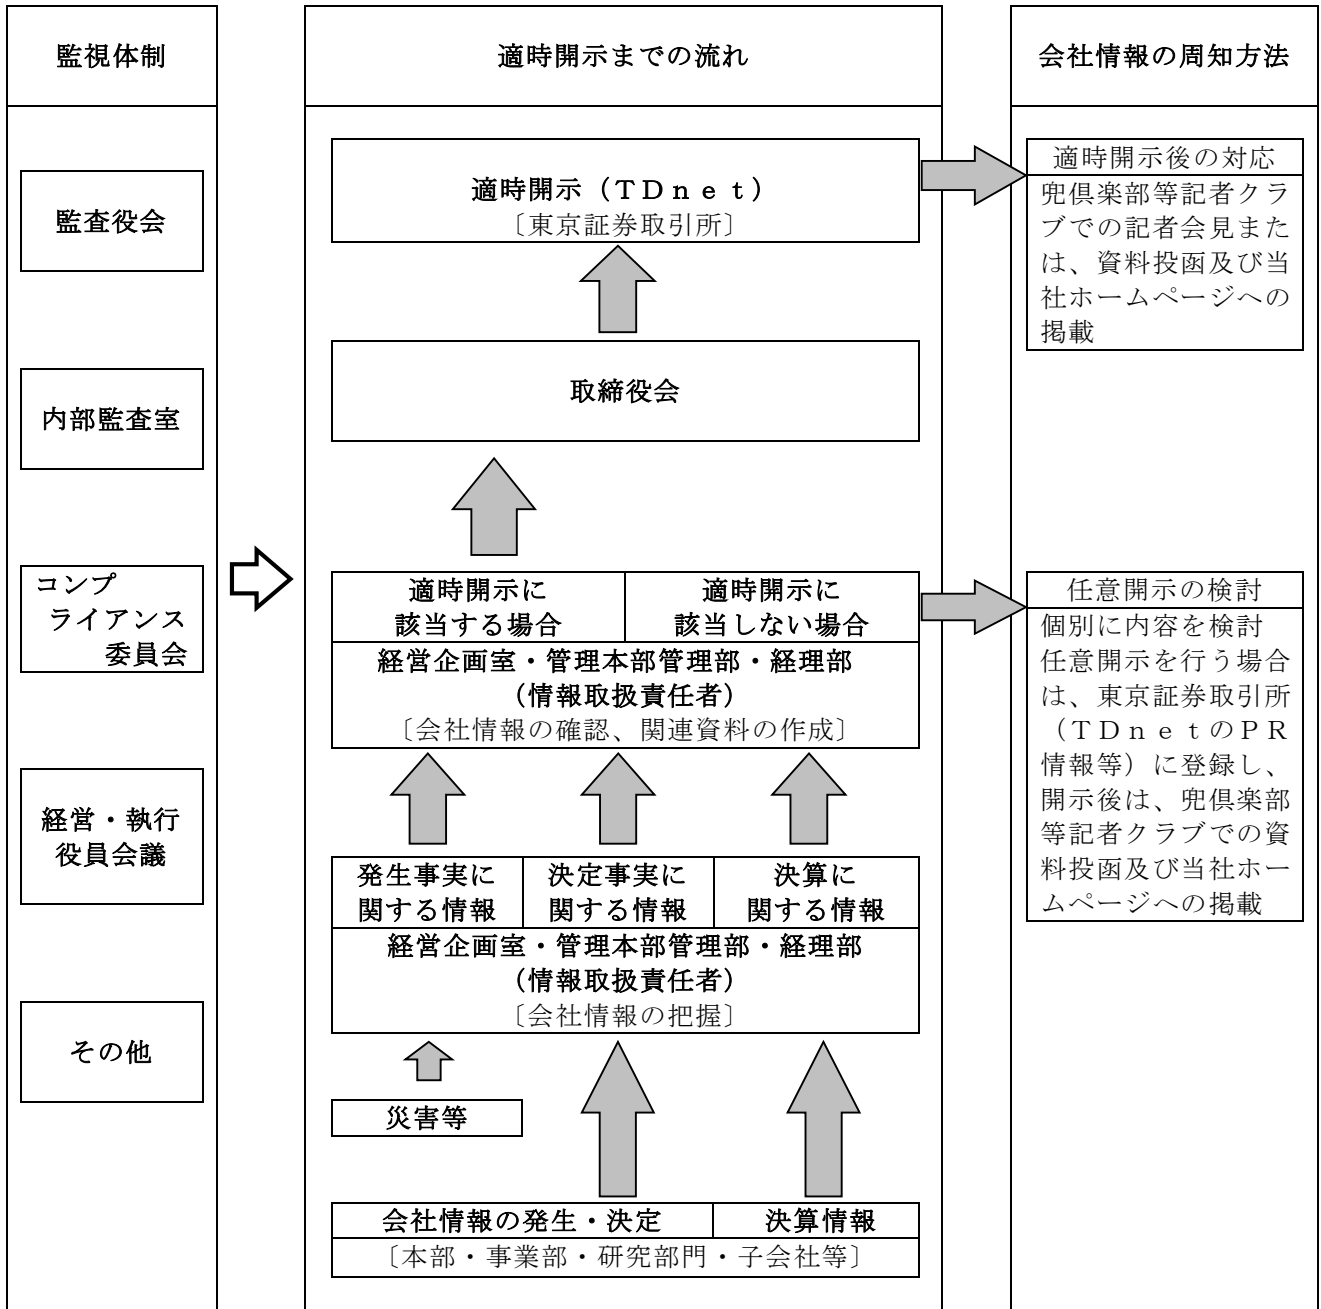 監視体制
監査役会
内部監査室
コンプ
ライアンス
委員会
経営・執行
役員会議
その他
適時開示までの流れ
適時開示（ＴＤｎｅｔ）
〔東京証券取引所〕
取締役会
適時開示に
該当する場合
適時開示に
該当しない場合
経営企画室・管理本部管理部・経理部
（情報取扱責任者）
〔会社情報の確認、関連資料の作成〕
発生事実に
関する情報
決定事実に
関する情報
決算に
関する情報
経営企画室・管理本部管理部・経理部
（情報取扱責任者）
〔会社情報の把握〕
災害等
会社情報の発生・決定
決算情報
〔本部・事業部・研究部門・子会社等〕
会社情報の周知方法
適時開示後の対応
兜倶楽部等記者クラ
ブでの記者会見また
は、資料投函及び当
社ホームページへの
掲載
任意開示の検討
個別に内容を検討
任意開示を行う場合
は、東京証券取引所
（ＴＤｎｅｔのＰＲ
情報等）に登録し、
開示後は、兜倶楽部
等記者クラブでの資
料投函及び当社ホー
ムページへの掲載